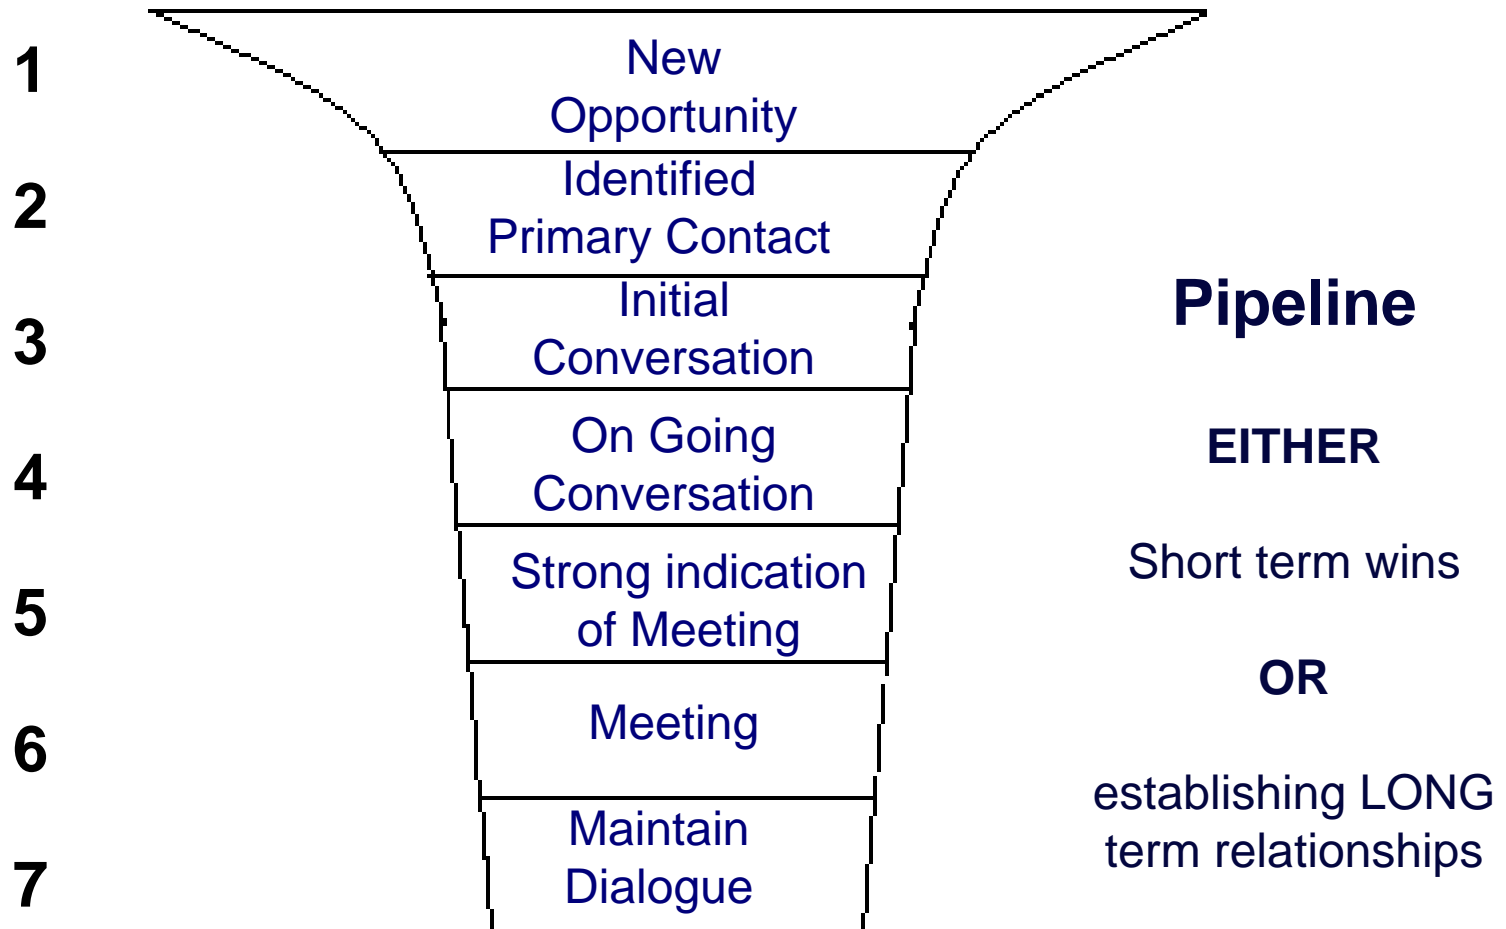 1
New
Opportunity
2
Identified
Primary Contact
3
Initial
Conversation
4
On Going
Conversation
5
Strong indication
of Meeting
6
Meeting
7
Maintain
Dialogue
Pipeline
EITHER
Short term wins
OR
establishing LONG
term relationships